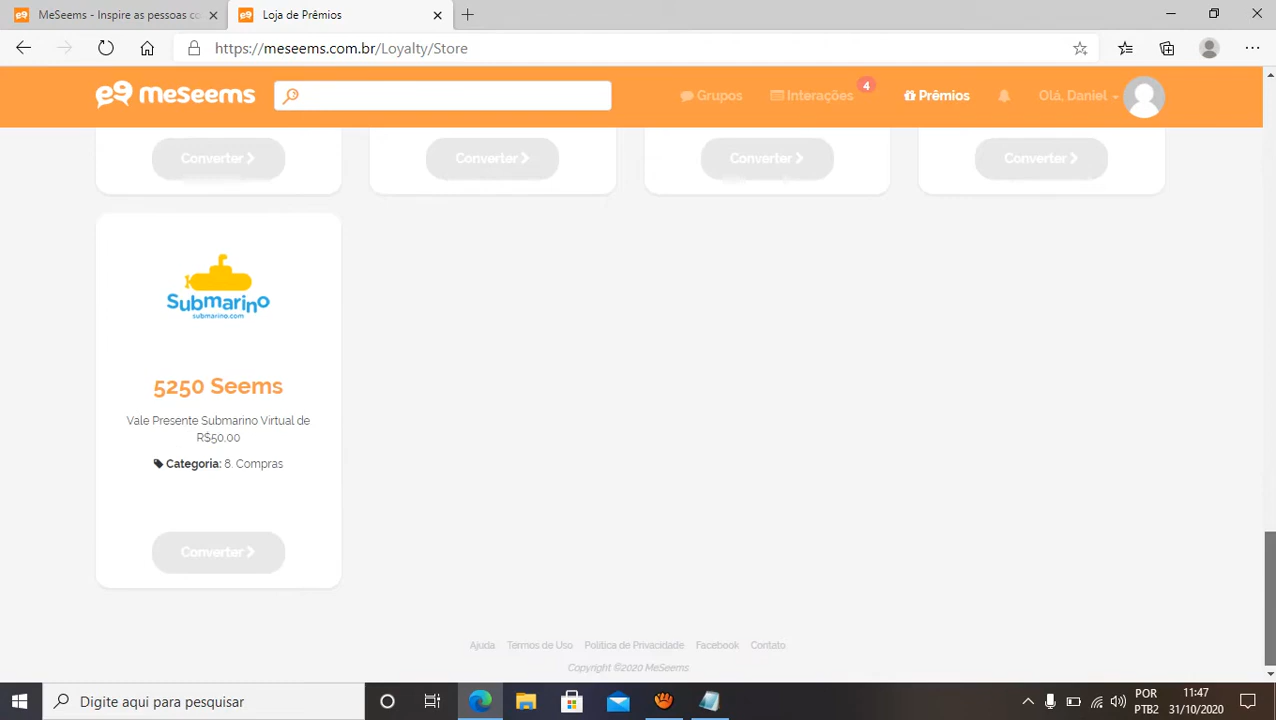 MeSeems - Inspire as pessoas co
Loja de Prêmios
https://meseems.com.br/Loyalty/Store
meSeems
Grupos
Interações
4
Prêmios
Olá, Daniel
Converter
Converter
Converter
Converter
Submarino
submarino.com
5250 Seems
Vale Presente Submarino Virtual de
R$50.00
Categoria: 8. Compras
Converter
Ajuda Termos de Uso Política de Privacidade Facebook Contato
Copyright ©2020 MeSeems
Digite aqui para pesquisar
POR
PTB2
11:47
31/10/2020